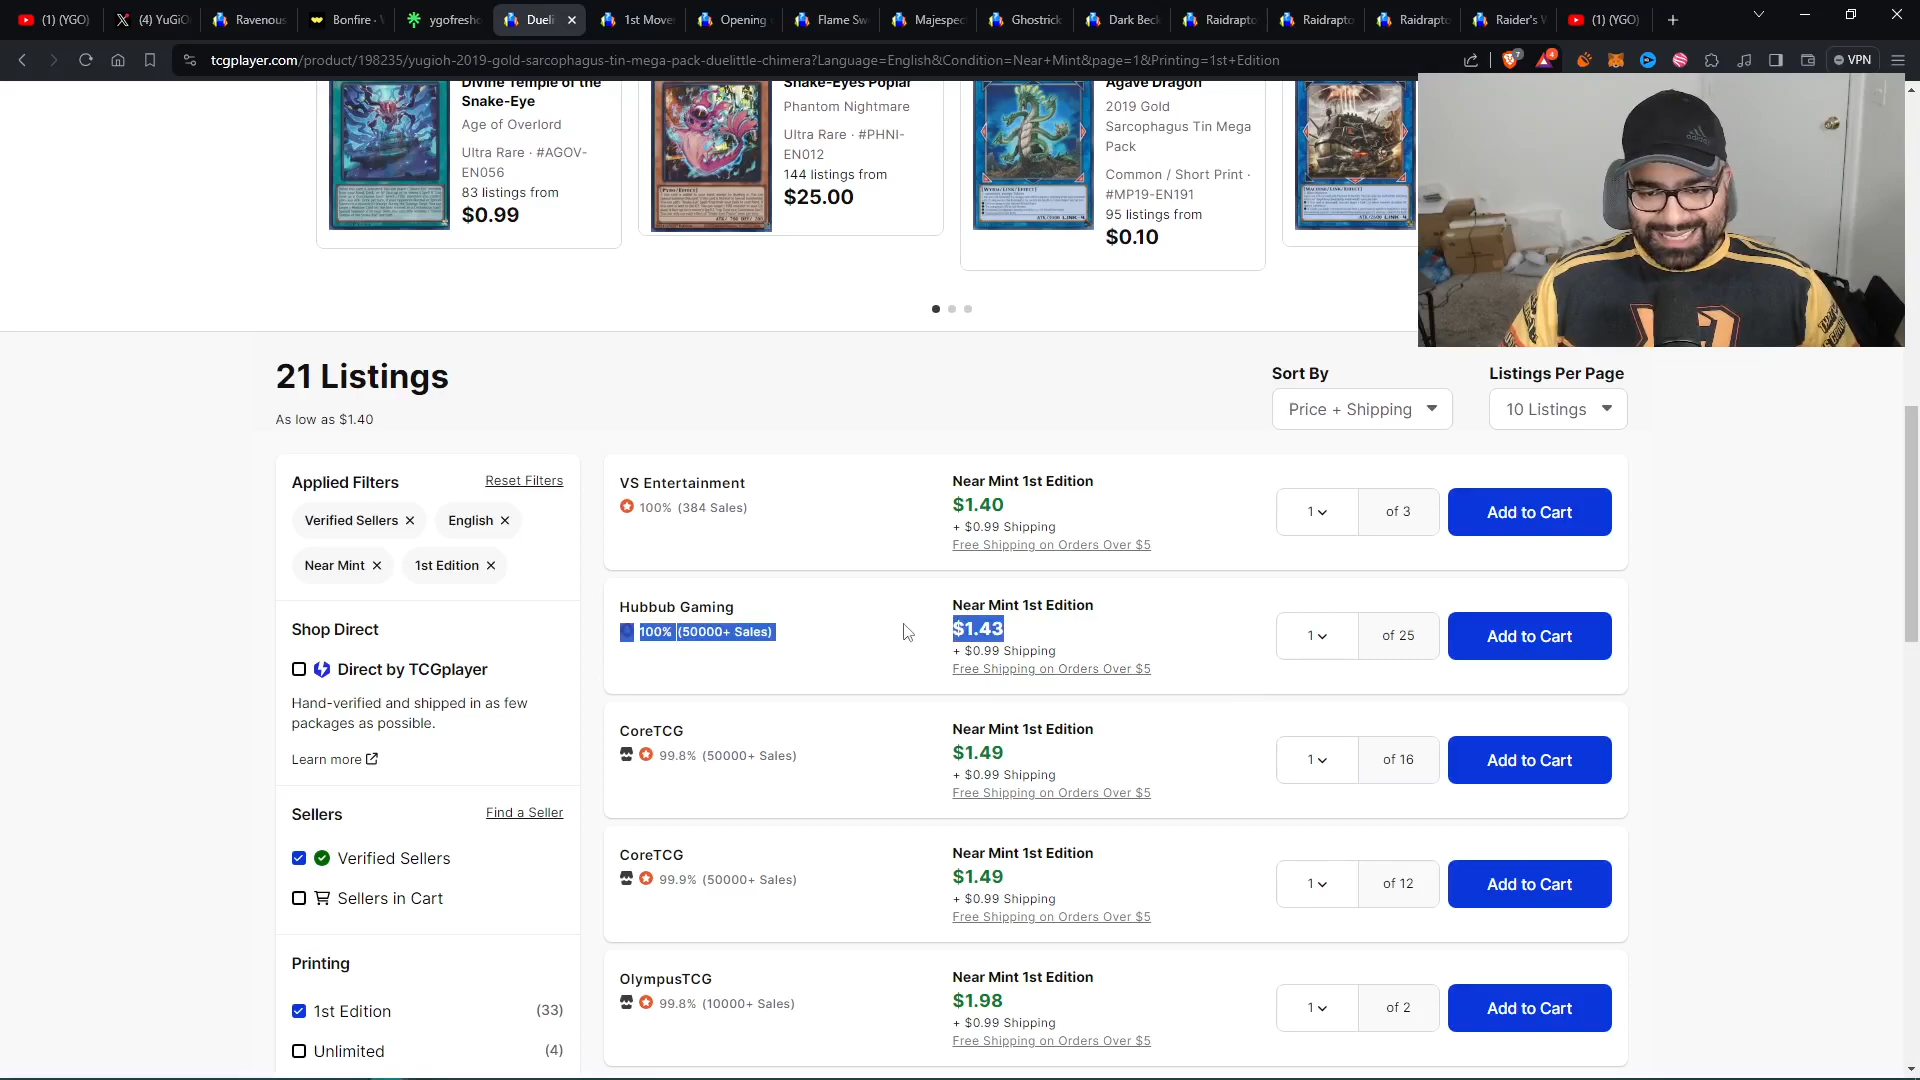 (1) (YGO)
(4) YuGiO
Ravenous
Bonfire ·
ygofresh
Dueli
1st Move
Opening
Flame Sw
Majespec
Ghostrick
Dark Beck
Raidrapto
Raidrapto
Raidrapto
Raider's
(1) (YGO)
tcgplayer.com/product/198235/yugioh-2019-gold-sarcophagus-tin-mega-pack-duelittle-chimera?Language=English&Condition=Near+Mint&page=1&Printing=1st+Edition
7
4
VPN
Divine Temple of the
Snake-Eye
Age of Overlord
Ultra Rare · #AGOV-
EN056
83 listings from
$0.99
Snake-Eyes Poplar
Phantom Nightmare
Ultra Rare · #PHNI-
EN012
144 listings from
$25.00
Agave Dragon
2019 Gold
Sarcophagus Tin Mega
Pack
Common / Short Print ·
#MP19-EN191
95 listings from
$0.10
21 Listings
As low as $1.40
Sort By
Price + Shipping
Listings Per Page
10 Listings
Applied Filters
Reset Filters
Verified Sellers
English
Near Mint
1st Edition
Shop Direct
Direct by TCGplayer
Hand-verified and shipped in as few
packages as possible.
Learn more
Sellers
Find a Seller
Verified Sellers
Sellers in Cart
Printing
1st Edition
(33)
Unlimited
(4)
VS Entertainment
100% (384 Sales)
Near Mint 1st Edition
$1.40
+ $0.99 Shipping
Free Shipping on Orders Over $5
1
of 3
Add to Cart
Hubbub Gaming
100% (50000+ Sales)
Near Mint 1st Edition
$1.43
+ $0.99 Shipping
Free Shipping on Orders Over $5
1
of 25
Add to Cart
CoreTCG
99.8% (50000+ Sales)
Near Mint 1st Edition
$1.49
+ $0.99 Shipping
Free Shipping on Orders Over $5
1
of 16
Add to Cart
CoreTCG
99.9% (50000+ Sales)
Near Mint 1st Edition
$1.49
+ $0.99 Shipping
Free Shipping on Orders Over $5
1
of 12
Add to Cart
OlympusTCG
99.8% (10000+ Sales)
Near Mint 1st Edition
$1.98
+ $0.99 Shipping
Free Shipping on Orders Over $5
1
of 2
Add to Cart